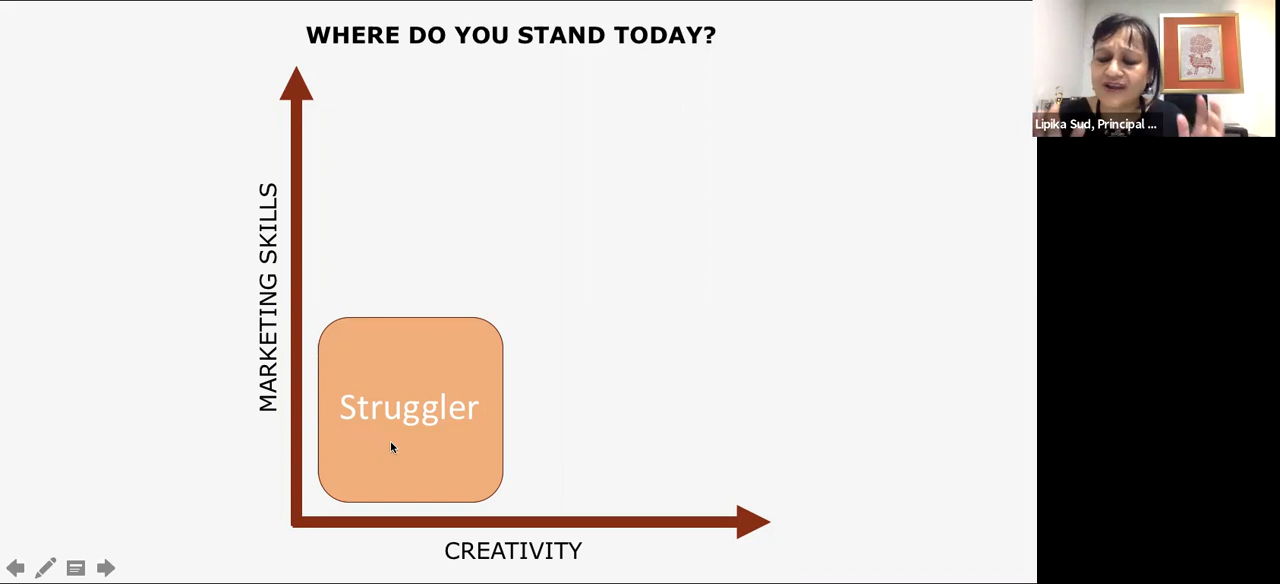 WHERE DO YOU STAND TODAY?
Lipika Sud, Principal ...
MARKETING SKILLS
Struggler
CREATIVITY